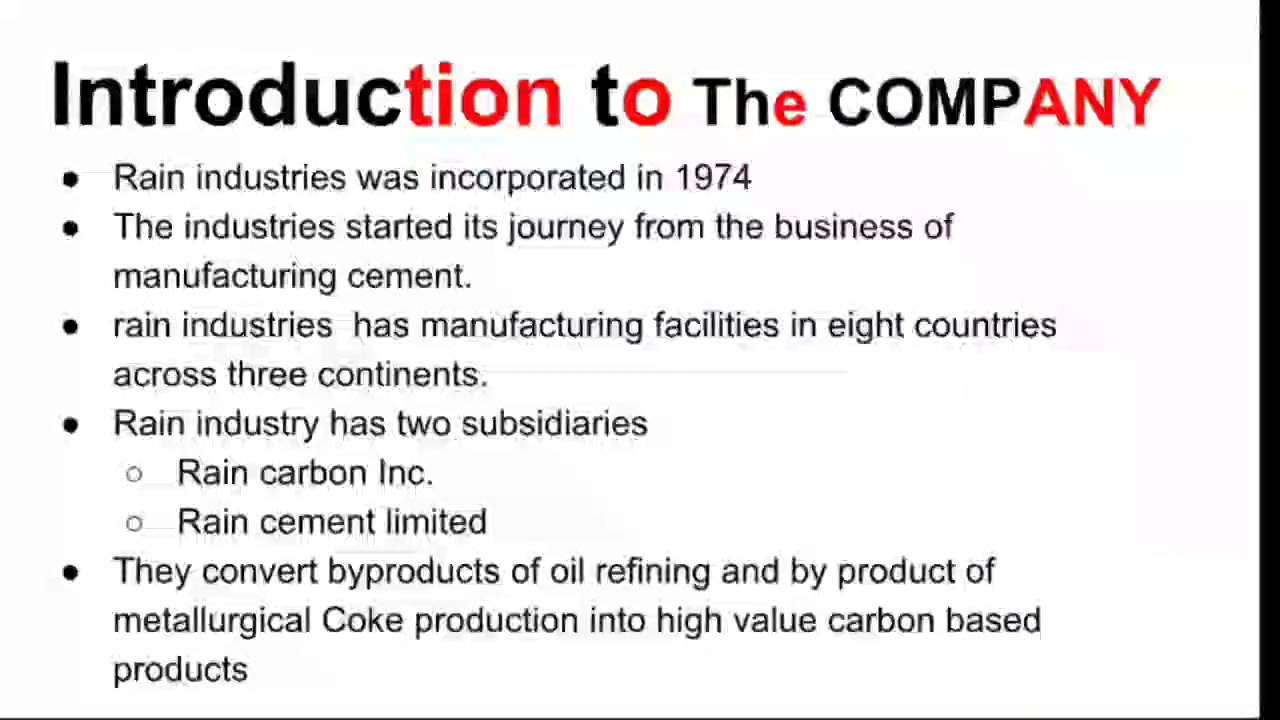 Introduction to The COMPANY
● Rain industries was incorporated in 1974
● The industries started its journey from the business of
manufacturing cement.
● rain industries  has manufacturing facilities in eight countries
across three continents.
● Rain industry has two subsidiaries
○ Rain carbon Inc.
○ Rain cement limited
● They convert byproducts of oil refining and by product of
metallurgical Coke production into high value carbon based
products